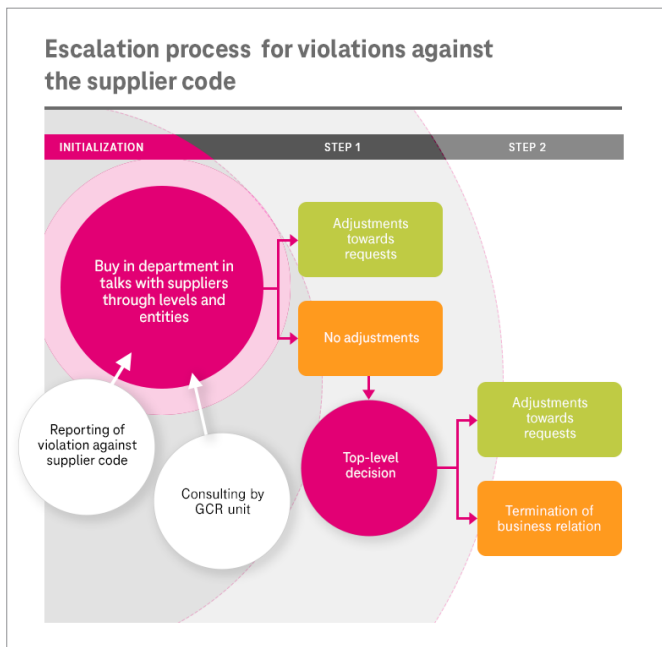 Escalation process for violations against
the supplier code
INITIALIZATION
STEP 1
STEP 2
Buy in department in
talks with suppliers
through levels and
entities
Adjustments
towards
requests
No adjustments
Reporting of
violation against
supplier code
Consulting by
GCR unit
Top-level
decision
Adjustments
towards
requests
Termination of
business relation